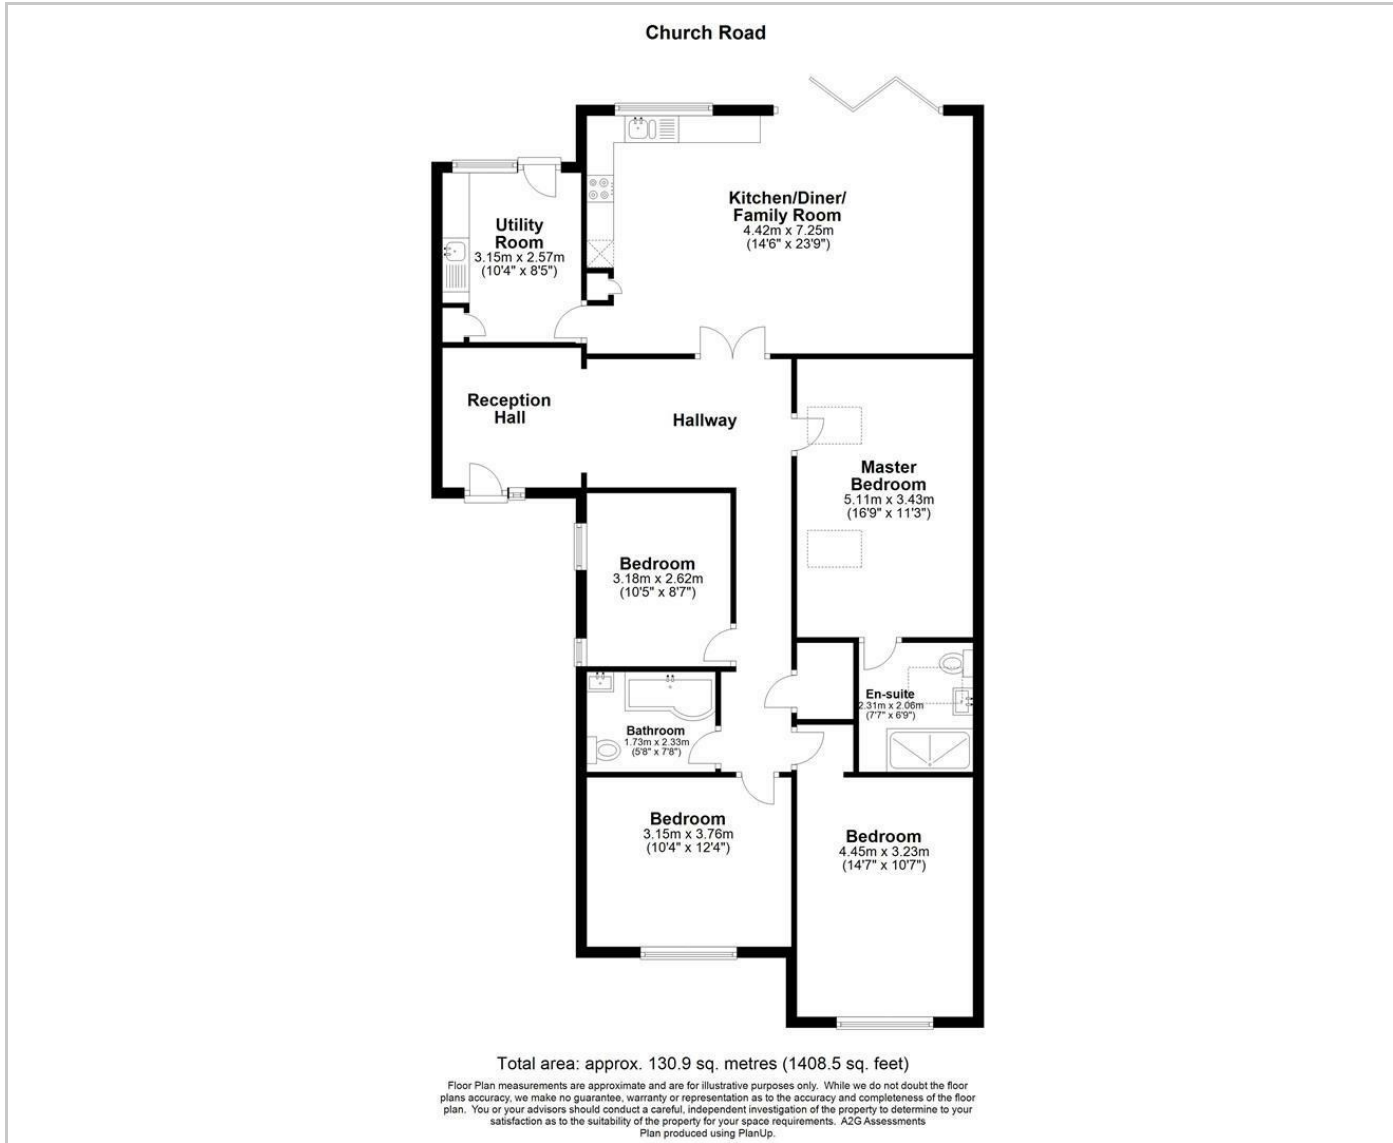 Church Road
Kitchen/Diner/
Family Room
4.42m x 7.25m
(14'6" x 23'9")
Utility
Room
3.15m x 2.57m
(10'4" x 8'5")
Reception
Hall
Hallway
Master
Bedroom
5.11m x 3.43m
(16'9" x 11'3")
Bedroom
3.18m x 2.62m
(10'5" x 8'7")
En-suite
2.31m x 2.06m
(7'7" x 6'9")
Bathroom
1.73m x 2.33m
(5'8" x 7'8")
Bedroom
3.15m x 3.76m
(10'4" x 12'4")
Bedroom
4.45m x 3.23m
(14'7" x 10'7")
Total area: approx. 130.9 sq. metres (1408.5 sq. feet)
Floor Plan measurements are approximate and are for illustrative purposes only. While we do not doubt the floor
plans accuracy, we make no guarantee, warranty or representation as to the accuracy and completeness of the floor
plan. You or your advisors should conduct a careful, independent investigation of the property to determine to your
satisfaction as to the suitability of the property for your space requirements. A2G Assessments
Plan produced using PlanUp.